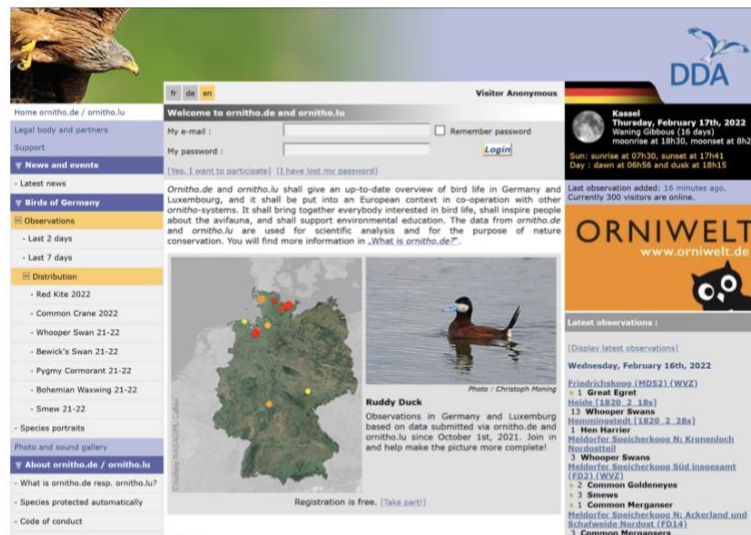 DDA
fr de en
Visitor Anonymous
Home ornitho.de / ornitho.lu
Legal body and partners
Support
News and events
- Latest news
Birds of Germany
Observations
- Last 2 days
- Last 7 days
Distribution
- Red Kite 2022
- Common Crane 2022
- Whooper Swan 21-22
- Bewick's Swan 21-22
- Pygmy Cormorant 21-22
- Bohemian Waxwing 21-22
- Smew 21-22
- Species portraits
Photo and sound gallery
About ornitho.de / ornitho.lu
- What is ornitho.de resp. ornitho.lu?
- Species protected automatically
- Code of conduct
Welcome to ornitho.de and ornitho.lu
My e-mail :
Remember password
My password :
Login
[Yes, I want to participate] [I have lost my password]
Ornitho.de and ornitho.lu shall give an up-to-date overview of bird life in Germany and
Luxembourg, and it shall be put into an European context in co-operation with other
ornitho-systems. It shall bring together everybody interested in bird life, shall inspire people
about the avifauna, and shall support environmental education. The data from ornitho.de
and ornitho.lu are used for scientific analysis and for the purpose of nature
conservation. You will find more information in „What is ornitho.de?".
Photo : Christoph Moning
Ruddy Duck
Observations in Germany and Luxemburg
based on data submitted via ornitho.de and
ornitho.lu since October 1st, 2021. Join in
and help make the picture more complete!
Registration is free. [Take part!]
Kassel
Thursday, February 17th, 2022
Waning Gibbous (16 days)
moonrise at 18h30, moonset at 8h2
Sun: sunrise at 07h30, sunset at 17h41
Day : dawn at 06h56 and dusk at 18h15
Last observation added: 16 minutes ago.
Currently 300 visitors are online.
ORNIWELT
www.orniwelt.de
Latest observations :
[Display latest observations]
Wednesday, February 16th, 2022
Friedrichskoog (MD52) (WVZ)
1 Great Egret
Heide [1820_2_18s]
13 Whooper Swans
Hemmingstedt [1820_2_28s]
1 Hen Harrier
Meldorfer Speicherkoog N: Kronenloch
Nordostteil
3 Whooper Swans
Meldorfer Speicherkoog Süd insgesamt
(FD2) (WVZ)
2 Common Goldeneyes
3 Smews
1 Common Merganser
Meldorfer Speicherkoog N: Ackerland und
Schafweide Nordost (FD14)
3 Common Mergansers